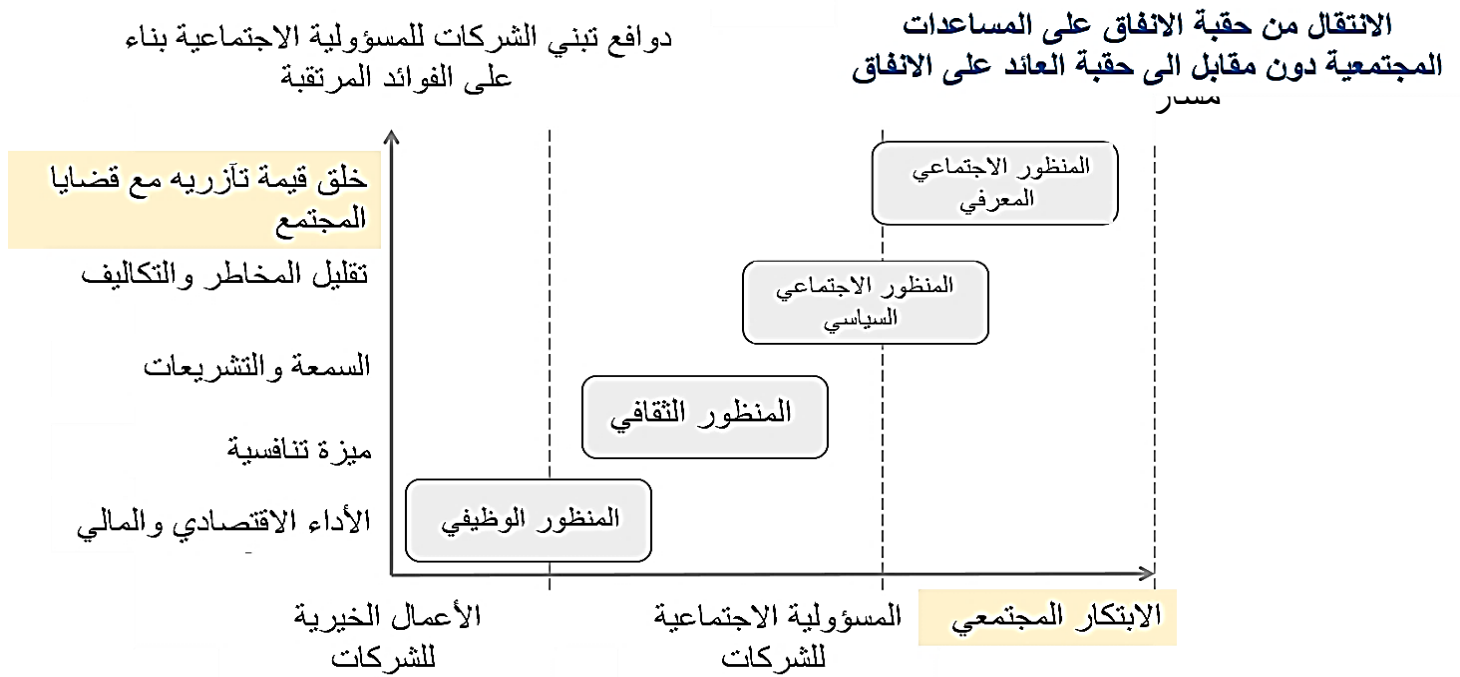 الانتقال من حقبة الانفاق على المساعدات
المجتمعية دون مقابل الى حقبة العائد على الانفاق
مسار
دوافع تبني الشركات للمسؤولية الاجتماعية بناء
على الفوائد المرتقبة
خلق قيمة تآزريه مع قضايا
المجتمع
تقليل المخاطر والتكاليف
السمعة والتشريعات
ميزة تنافسية
الأداء الاقتصادي والمالي
المنظور الاجتماعي
المعرفي
المنظور الاجتماعي
السياسي
المنظور الثقافي
المنظور الوظيفي
الابتكار المجتمعي
المسؤولية الاجتماعية
للشركات
الأعمال الخيرية
للشركات